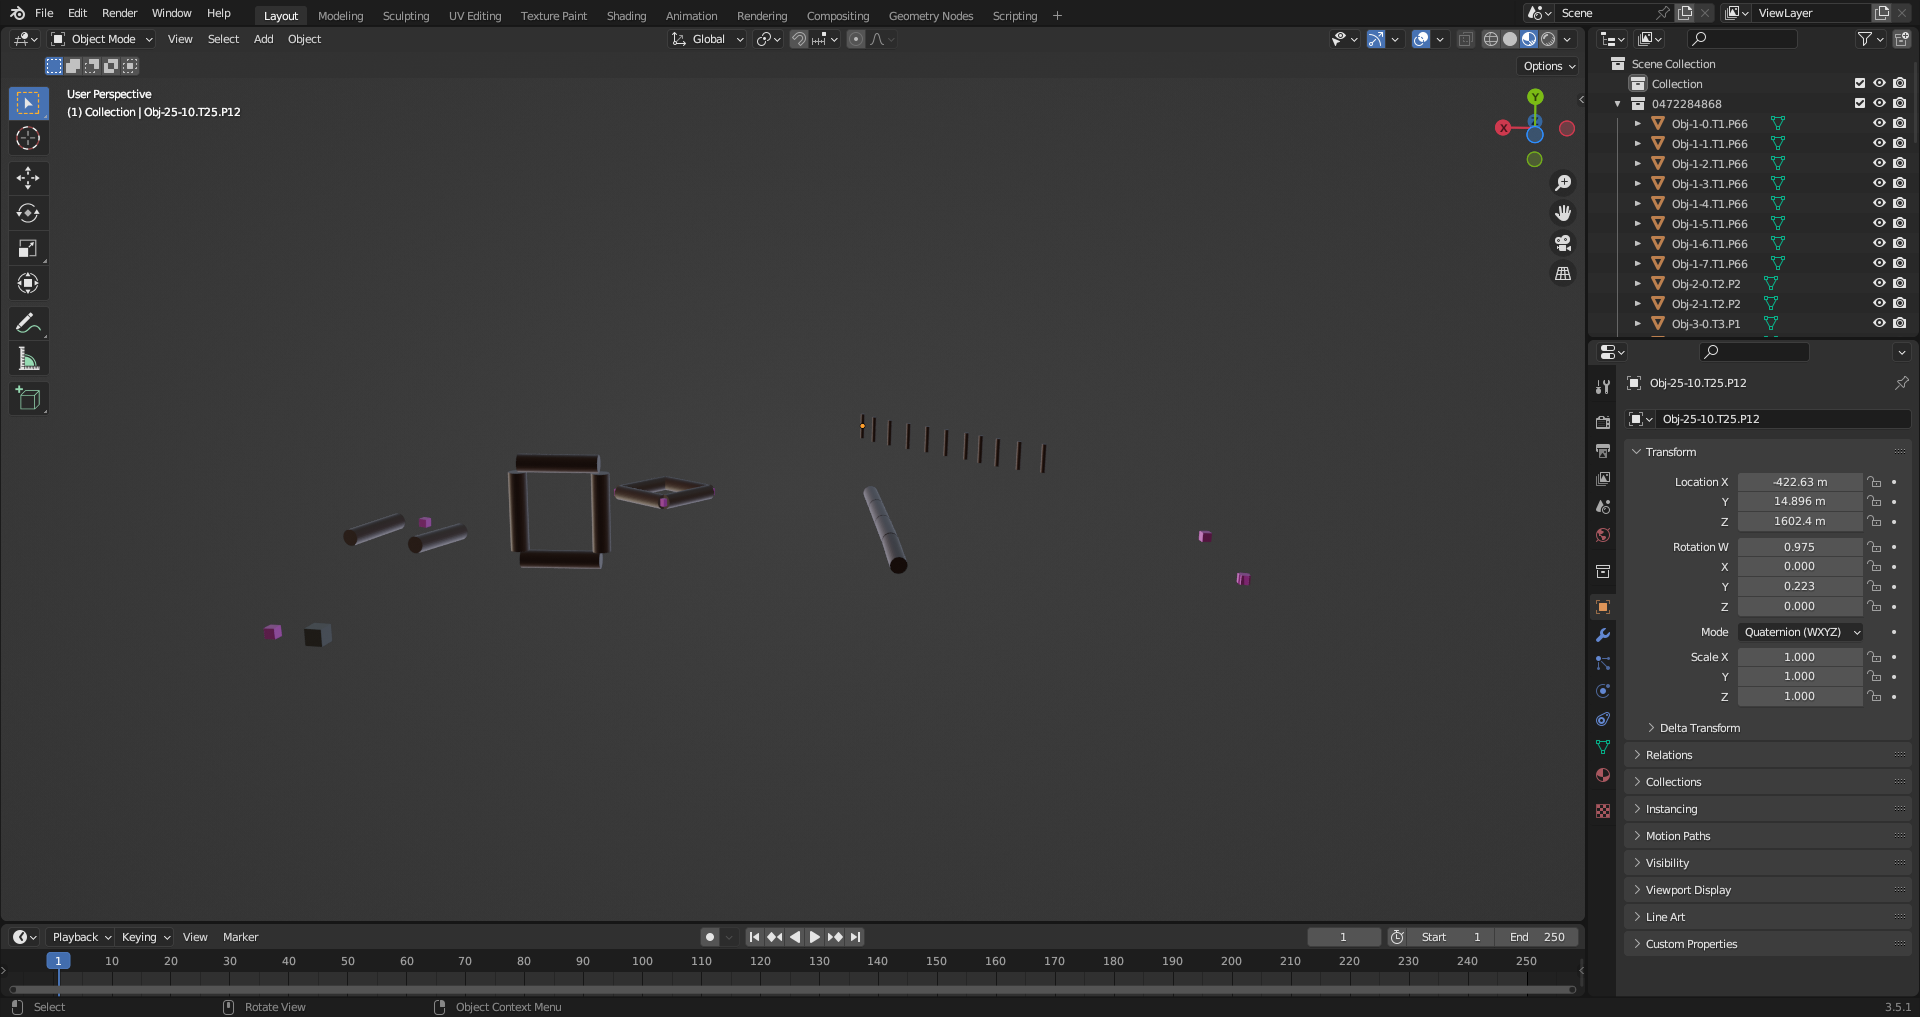 File Edit Render Window Help
Layout Modeling Sculpting UV Editing Texture Paint Shading Animation Rendering Compositing Geometry Nodes Scripting +
Scene
ViewLayer
Object Mode View Select Add Object
Global
Options
User Perspective
(1) Collection | Obj-25-10.T25.P12
Y
X
Scene Collection
Collection
0472284868
Obj-1-0.T1.P66
Obj-1-1.T1.P66
Obj-1-2.T1.P66
Obj-1-3.T1.P66
Obj-1-4.T1.P66
Obj-1-5.T1.P66
Obj-1-6.T1.P66
Obj-1-7.T1.P66
Obj-2-0.T2.P2
Obj-2-1.T2.P2
Obj-3-0.T3.P1
Obj-25-10.T25.P12
Obj-25-10.T25.P12
Transform
Location X -422.63 m
Y 14.896 m
Z 1602.4 m
Rotation W 0.975
X 0.000
Y 0.223
Z 0.000
Mode Quaternion (WXYZ)
Scale X 1.000
Y 1.000
Z 1.000
Delta Transform
Relations
Collections
Instancing
Motion Paths
Visibility
Viewport Display
Line Art
Custom Properties
Playback Keying View Marker
1 Start 1 End 250
1 10 20 30 40 50 60 70 80 90 100 110 120 130 140 150 160 170 180 190 200 210 220 230 240 250
Select Rotate View Object Context Menu 3.5.1